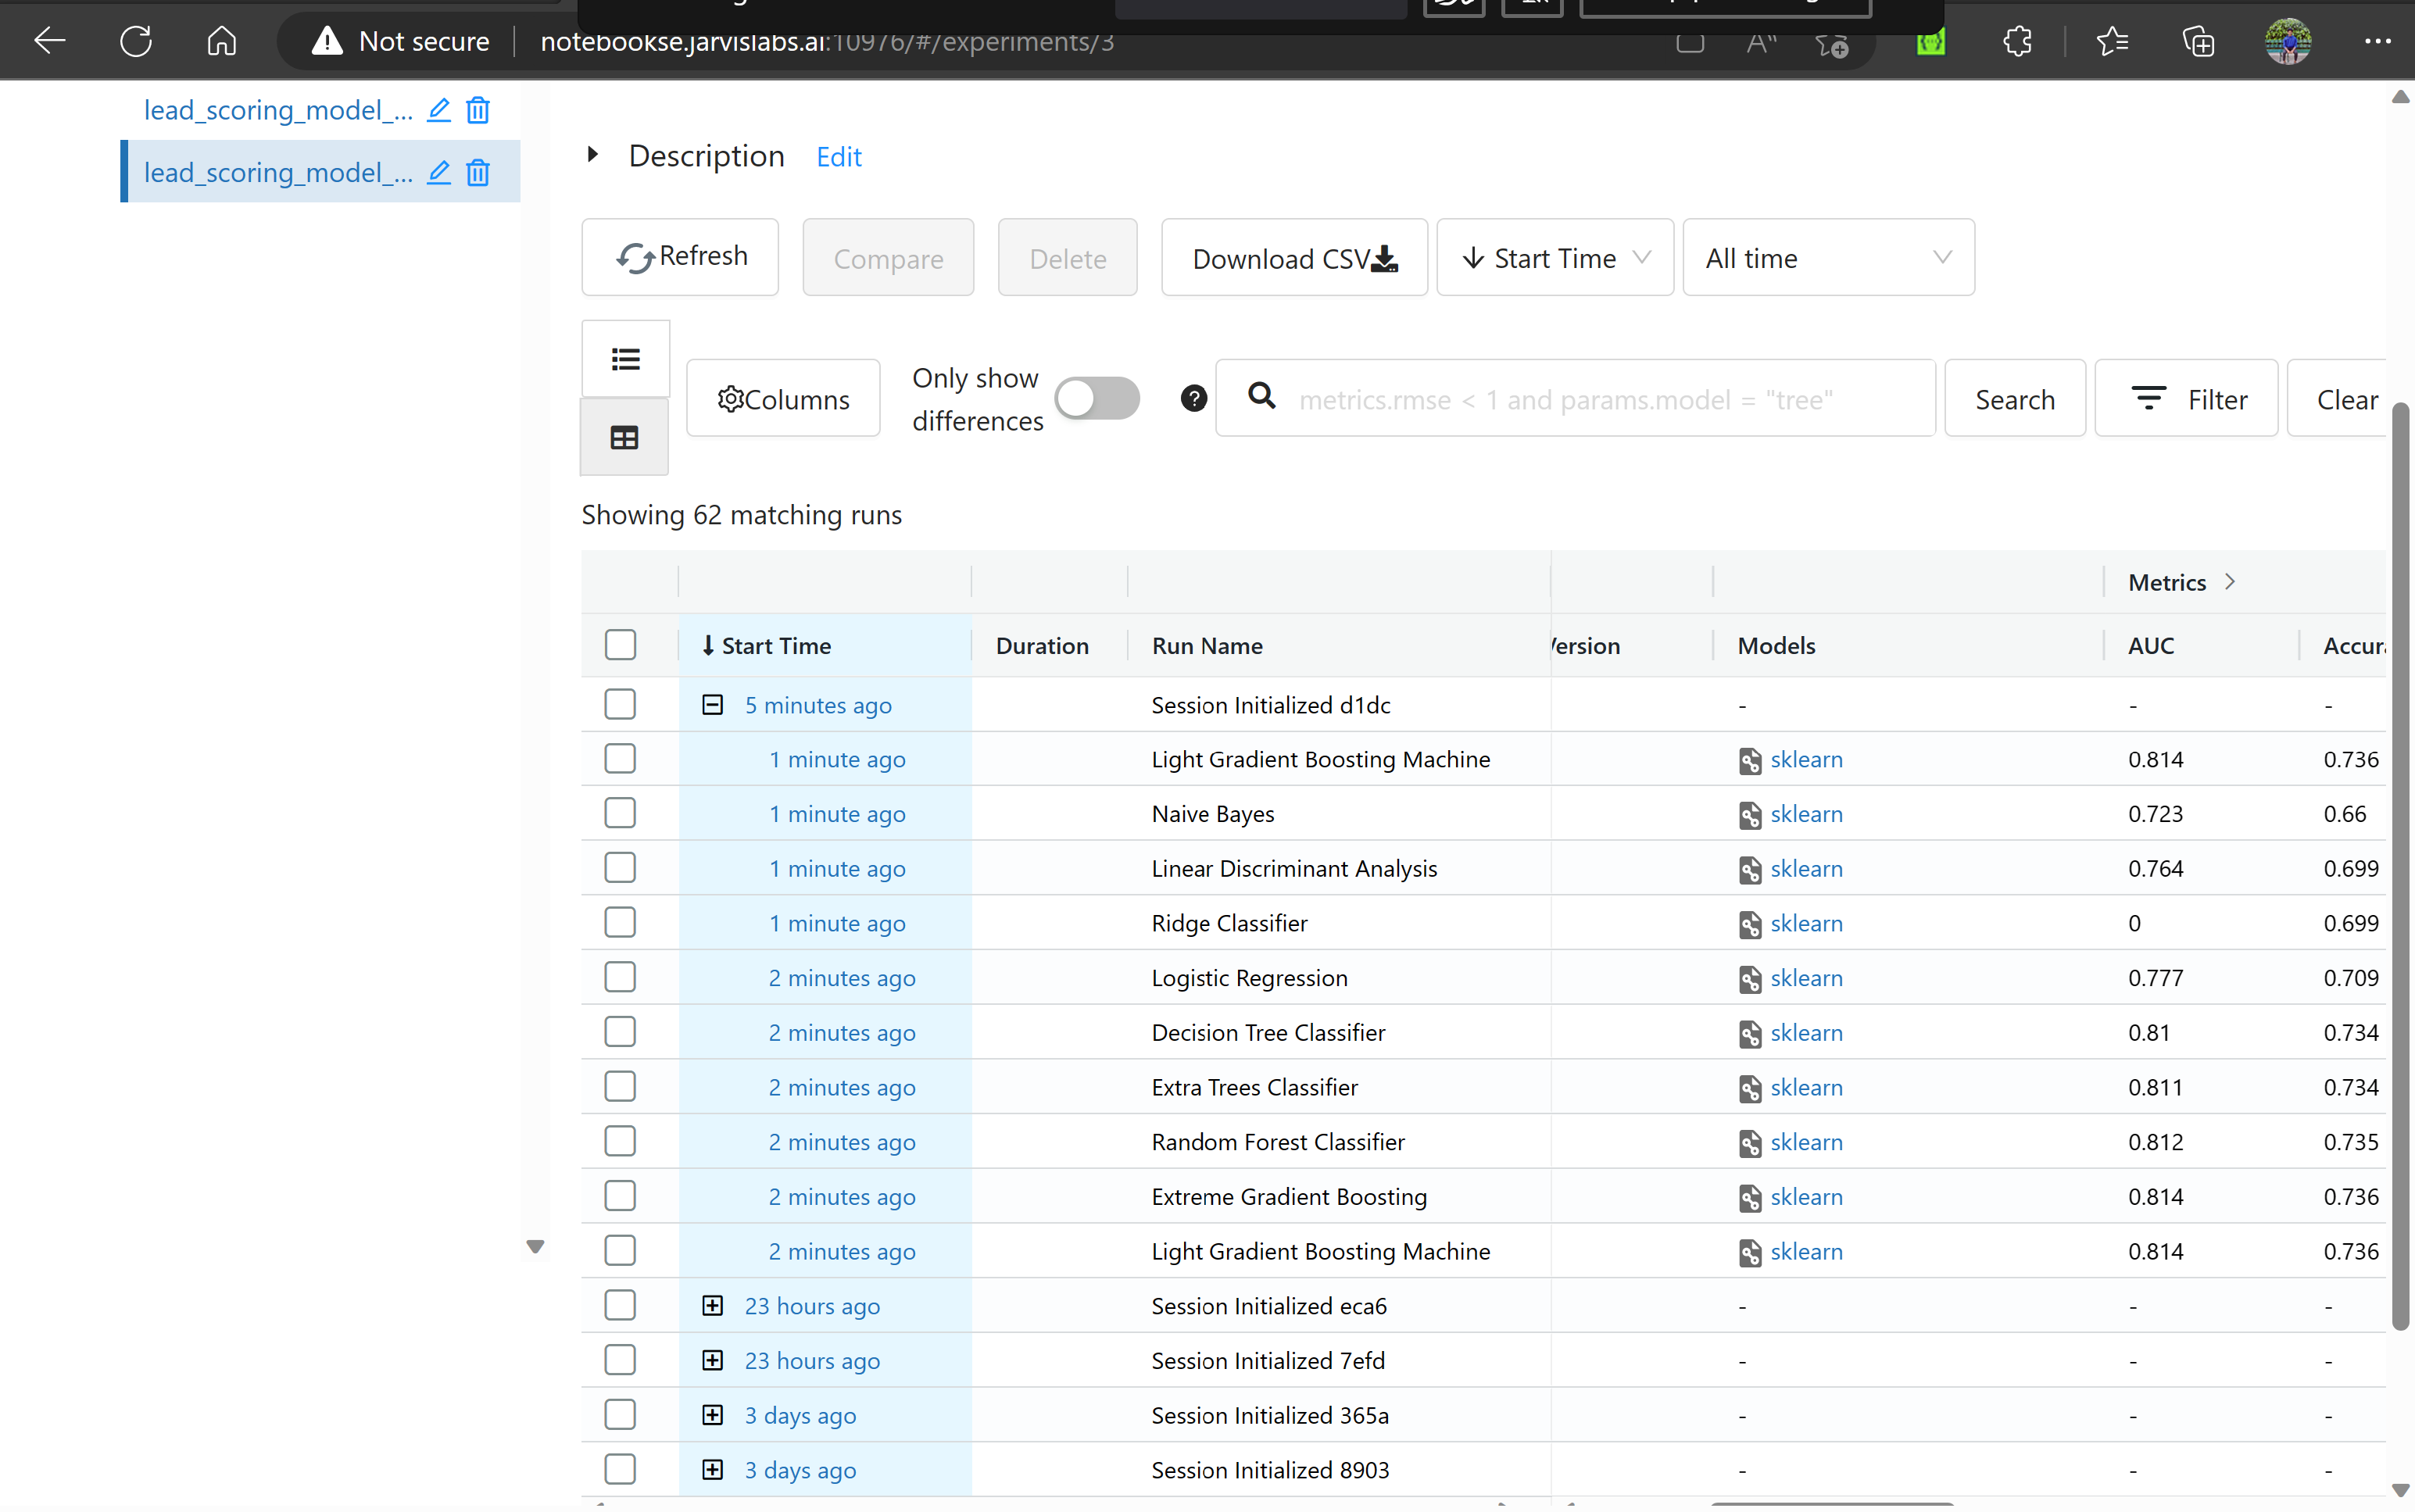 Not secure notebookse.jarvislabs.ai:10976/#/experiments/3
lead_scoring_model_...
lead_scoring_model_...
Description Edit
Refresh Compare Delete Download CSV Start Time All time
Columns Only show differences metrics.rmse < 1 and params.model = "tree" Search Filter Clear
Showing 62 matching runs
Metrics
Start Time Duration Run Name Version Models AUC
5 minutes ago Session Initialized d1dc - - -
1 minute ago Light Gradient Boosting Machine sklearn 0.814 0.736
1 minute ago Naive Bayes sklearn 0.723 0.66
1 minute ago Linear Discriminant Analysis sklearn 0.764 0.699
1 minute ago Ridge Classifier sklearn 0 0.699
2 minutes ago Logistic Regression sklearn 0.777 0.709
2 minutes ago Decision Tree Classifier sklearn 0.81 0.734
2 minutes ago Extra Trees Classifier sklearn 0.811 0.734
2 minutes ago Random Forest Classifier sklearn 0.812 0.735
2 minutes ago Extreme Gradient Boosting sklearn 0.814 0.736
2 minutes ago Light Gradient Boosting Machine sklearn 0.814 0.736
23 hours ago Session Initialized eca6 - - -
23 hours ago Session Initialized 7efd - - -
3 days ago Session Initialized 365a - - -
3 days ago Session Initialized 8903 - - -